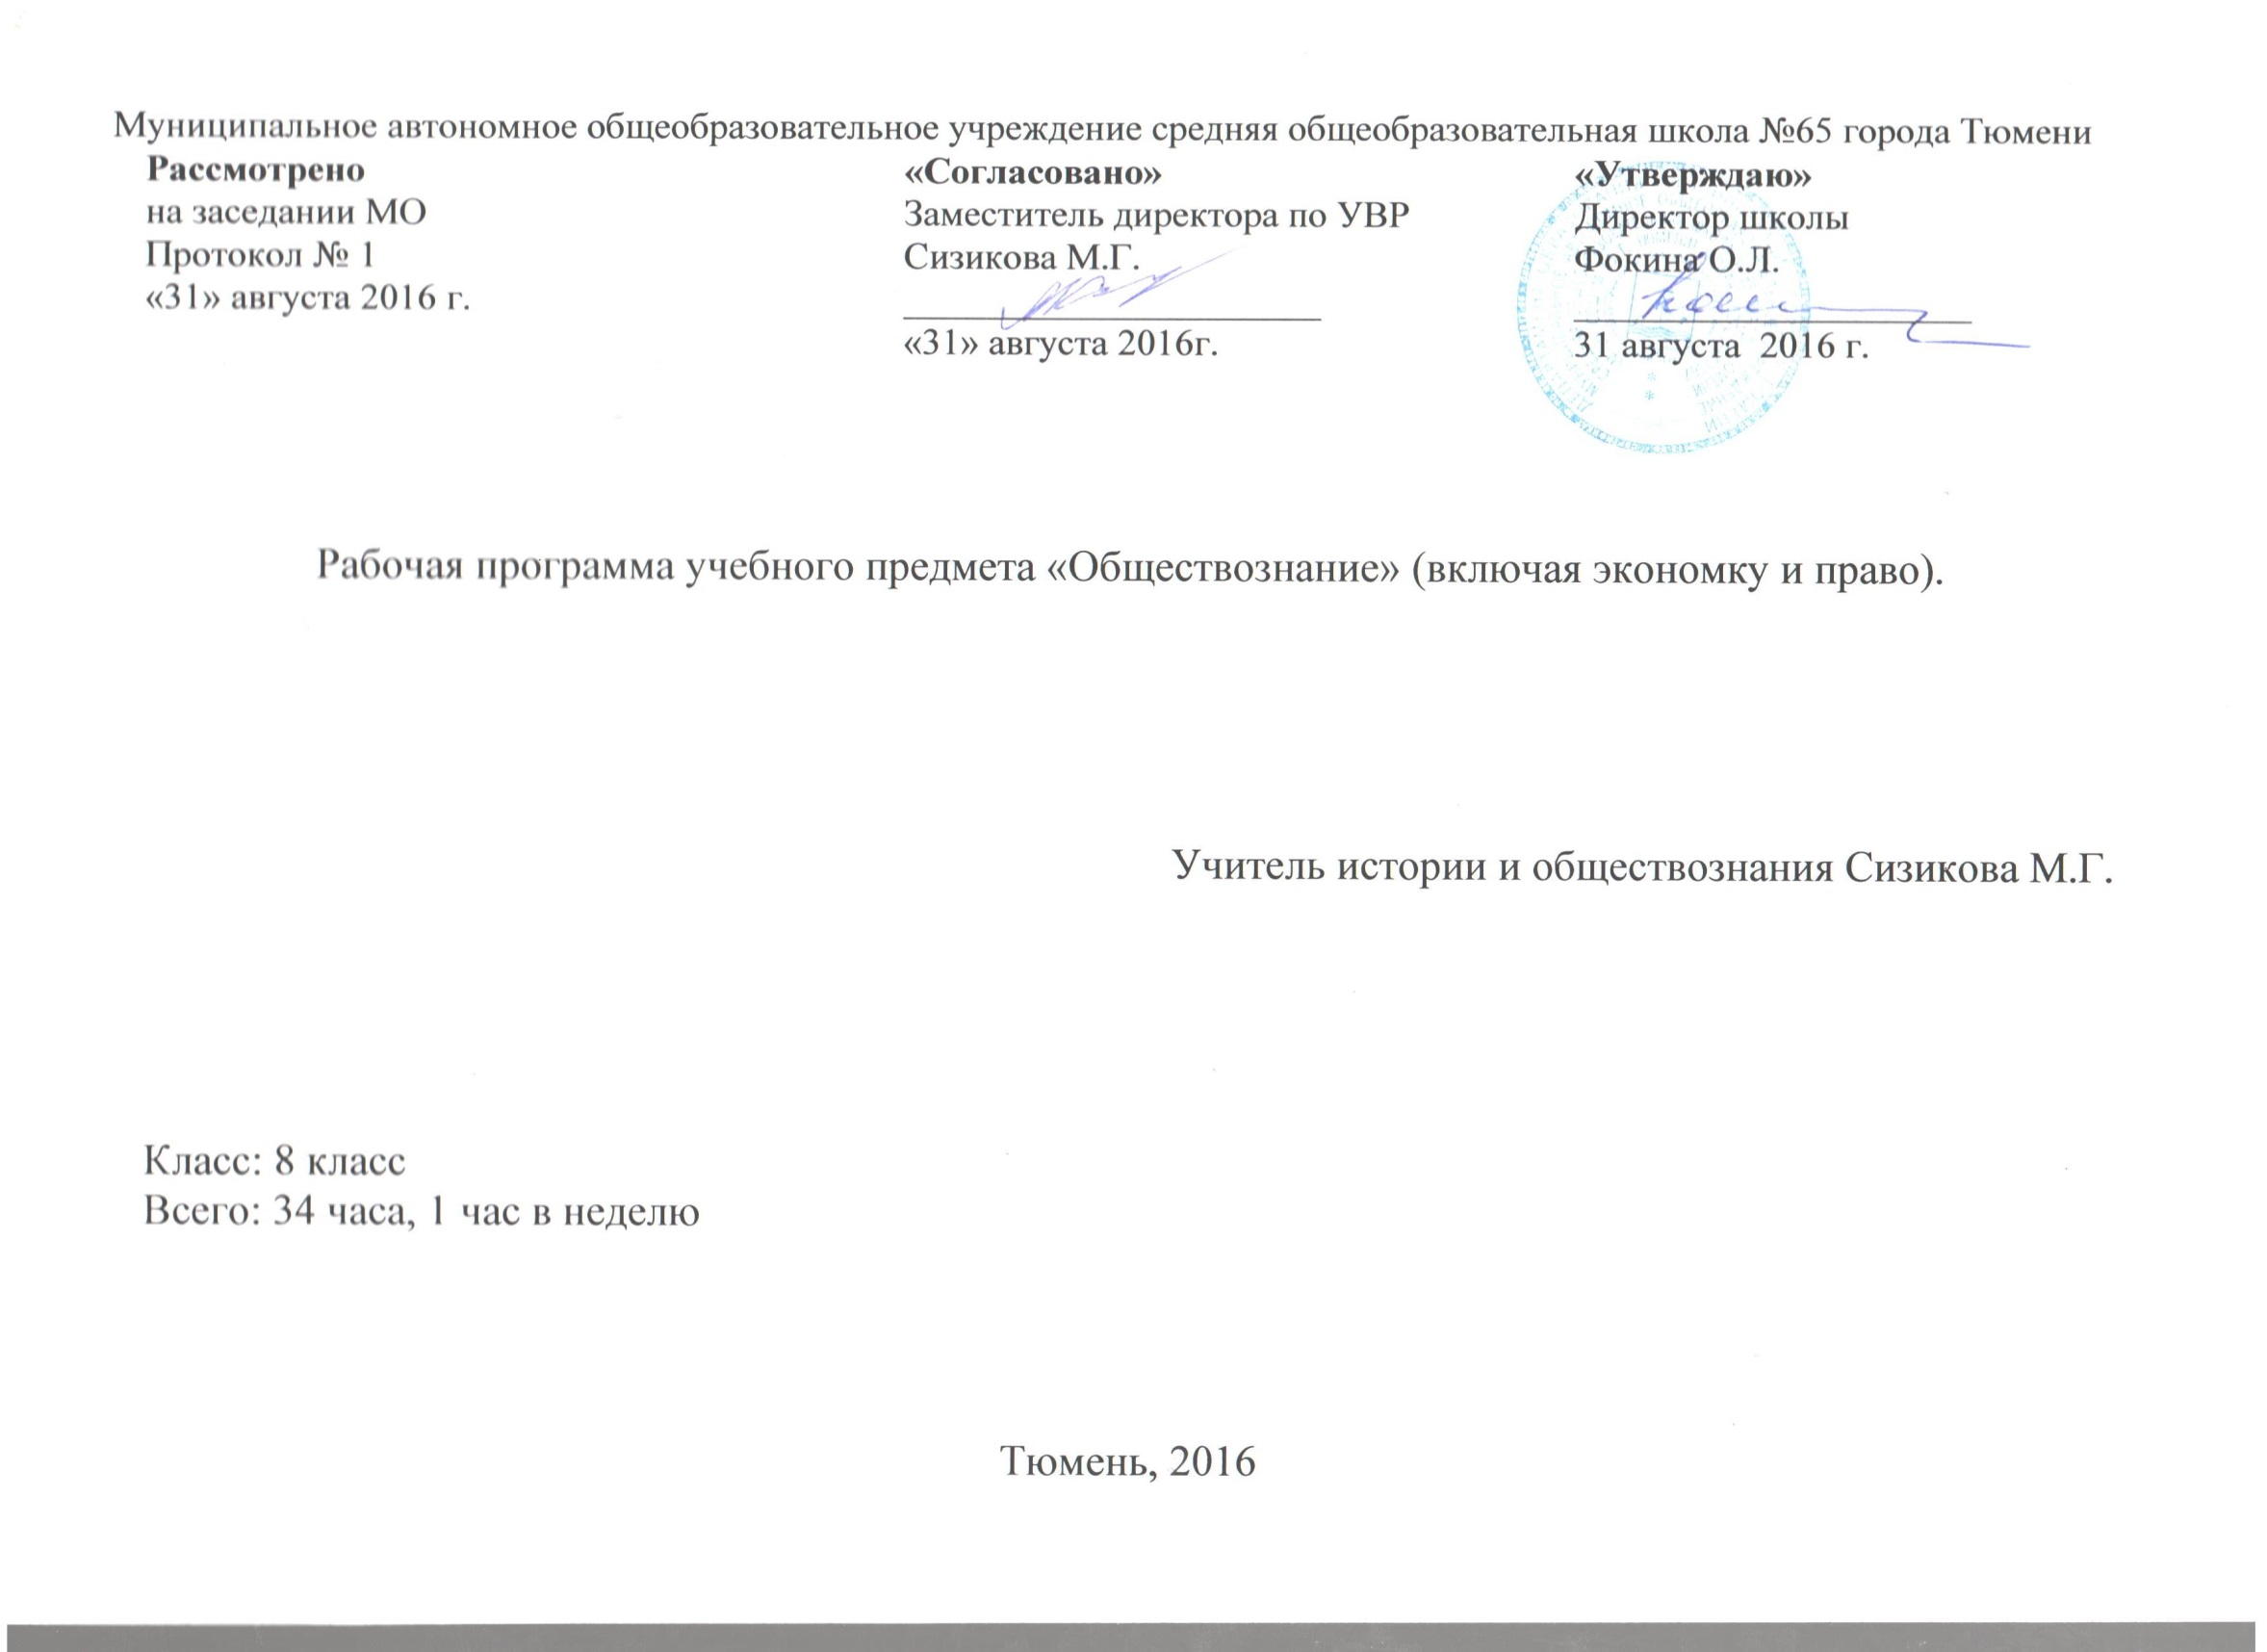 Муниципальное автономное общеобразовательное учреждение средняя общеобразовательная школа №65 города Тюмени
Рассмотрено
на заседании МО
Протокол № 1
«31» августа 2016 г.
«Согласовано»
Заместитель директора по УВР
Сизикова М.Г.
«31» августа 2016г.
«Утверждаю»
Директор школы
Фокина О.Л.
31 августа 2016 г.
Рабочая программа учебного предмета «Обществознание» (включая экономку и право).
Учитель истории и обществознания Сизикова М.Г.
Класс: 8 класс
Всего: 34 часа, 1 час в неделю
Тюмень, 2016